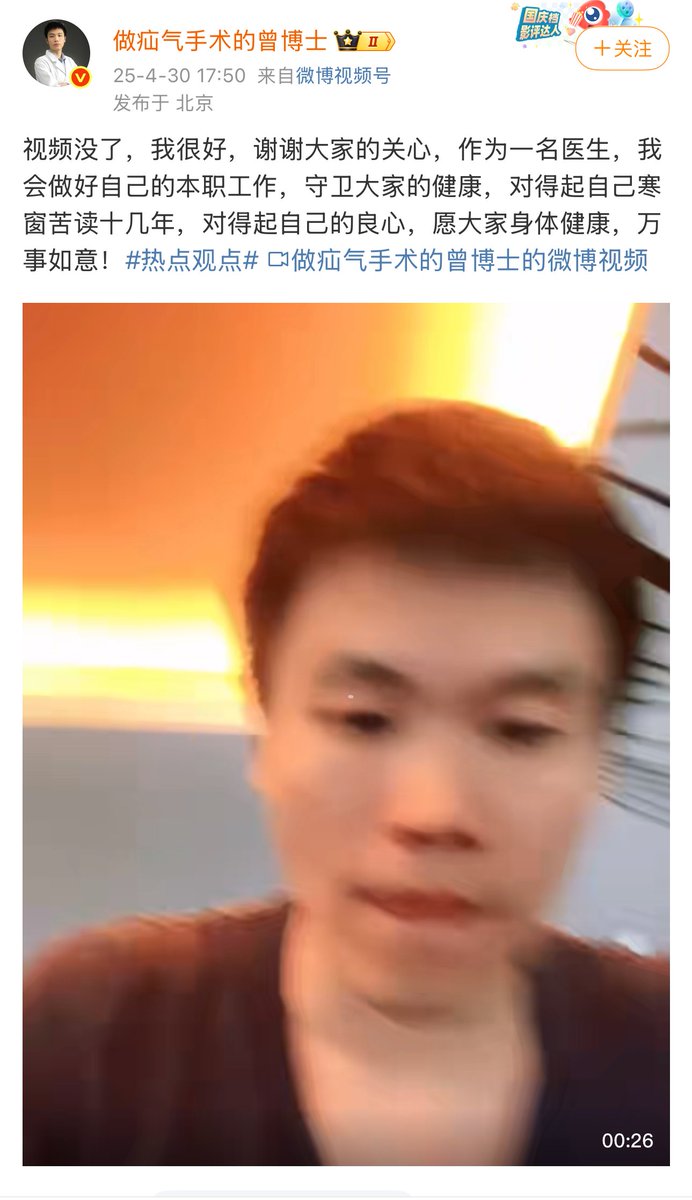 做疝气手术的曾博士 II
国庆档
影评达人
+关注
25-4-30 17:50 来自微博视频号
发布于 北京
视频没了，我很好，谢谢大家的关心，作为一名医生，我
会做好自己的本职工作，守卫大家的健康，对得起自己寒
窗苦读十几年，对得起自己的良心，愿大家身体健康，万
事如意！#热点观点# 做疝气手术的曾博士的微博视频
00:26